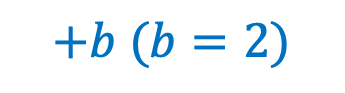 +b (b = 2)